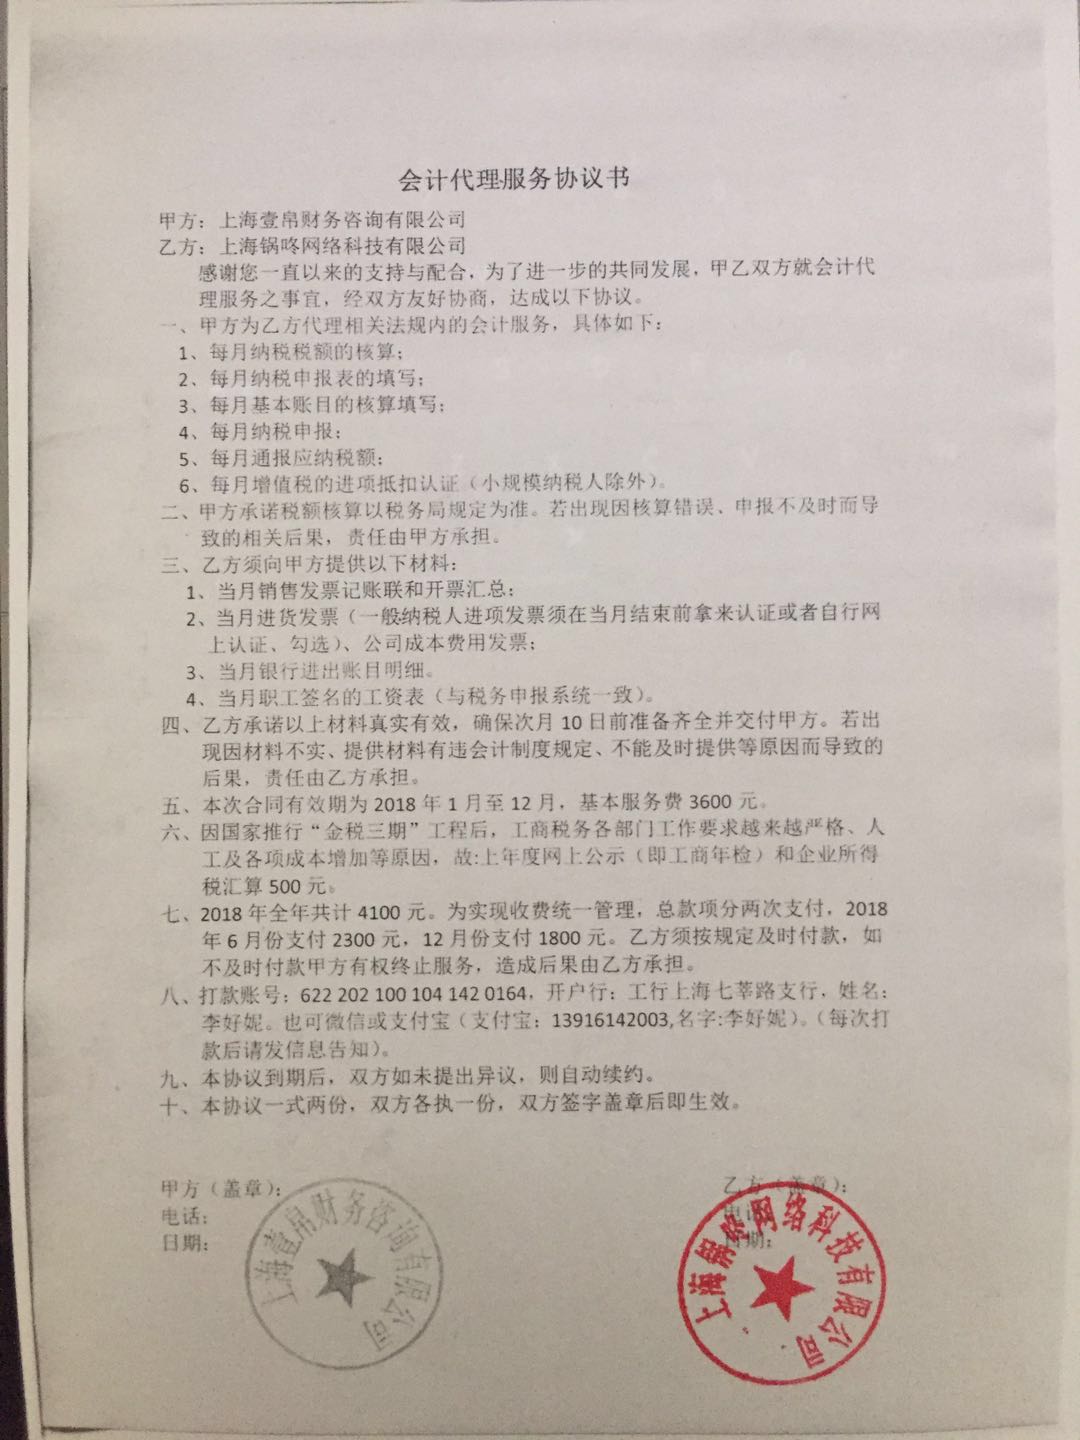 会计代理服务协议书
甲方：上海壹帛财务咨询有限公司
乙方：上海锅咚网络科技有限公司
感谢您一直以来的支持与配合，为了进一步的共同发展，甲乙双方就会计代
理服务之事宜，经双方友好协商，达成以下协议。
一、甲方为乙方代理相关法规内的会计服务，具体如下：
1、每月纳税税额的核算；
2、每月纳税申报表的填写；
3、每月基本账目的核算填写；
4、每月纳税申报；
5、每月通报应纳税额；
6、每月增值税的进项抵扣认证（小规模纳税人除外）。
二、甲方承诺税额核算以税务局规定为准。若出现因核算错误、申报不及时而导
致的相关后果，责任由甲方承担。
三、乙方须向甲方提供以下材料：
1、当月销售发票记账联和开票汇总；
2、当月进货发票（一般纳税人进项发票须在当月结束前拿来认证或者自行网
上认证、勾选）、公司成本费用发票；
3、当月银行进出账目明细。
4、当月职工签名的工资表（与税务申报系统一致）。
四、乙方承诺以上材料真实有效，确保次月 10 日前准备齐全并交付甲方。若出
现因材料不实、提供材料有违会计制度规定、不能及时提供等原因而导致的
后果，责任由乙方承担。
五、本次合同有效期为 2018 年 1 月至 12 月，基本服务费 3600 元。
六、因国家推行“金税三期”工程后，工商税务各部门工作要求越来越严格、人
工及各项成本增加等原因，故:上年度网上公示（即工商年检）和企业所得
税汇算 500 元。
七、2018 年全年共计 4100 元。为实现收费统一管理，总款项分两次支付，2018
年 6 月份支付 2300 元，12 月份支付 1800 元。乙方须按规定及时付款，如
不及时付款甲方有权终止服务，造成后果由乙方承担。
八、打款账号：622 202 100 104 142 0164，开户行：工行上海七莘路支行，姓名：
李好妮。也可微信或支付宝（支付宝：13916142003,名字:李好妮）。（每次打
款后请发信息告知）。
九、本协议到期后，双方如未提出异议，则自动续约。
十、本协议一式两份，双方各执一份，双方签字盖章后即生效。
甲方（盖章）：
乙方（盖章）：
电话：
电话：
日期：
日期：
上海壹帛财务咨询有限公司
上海锅咚网络科技有限公司